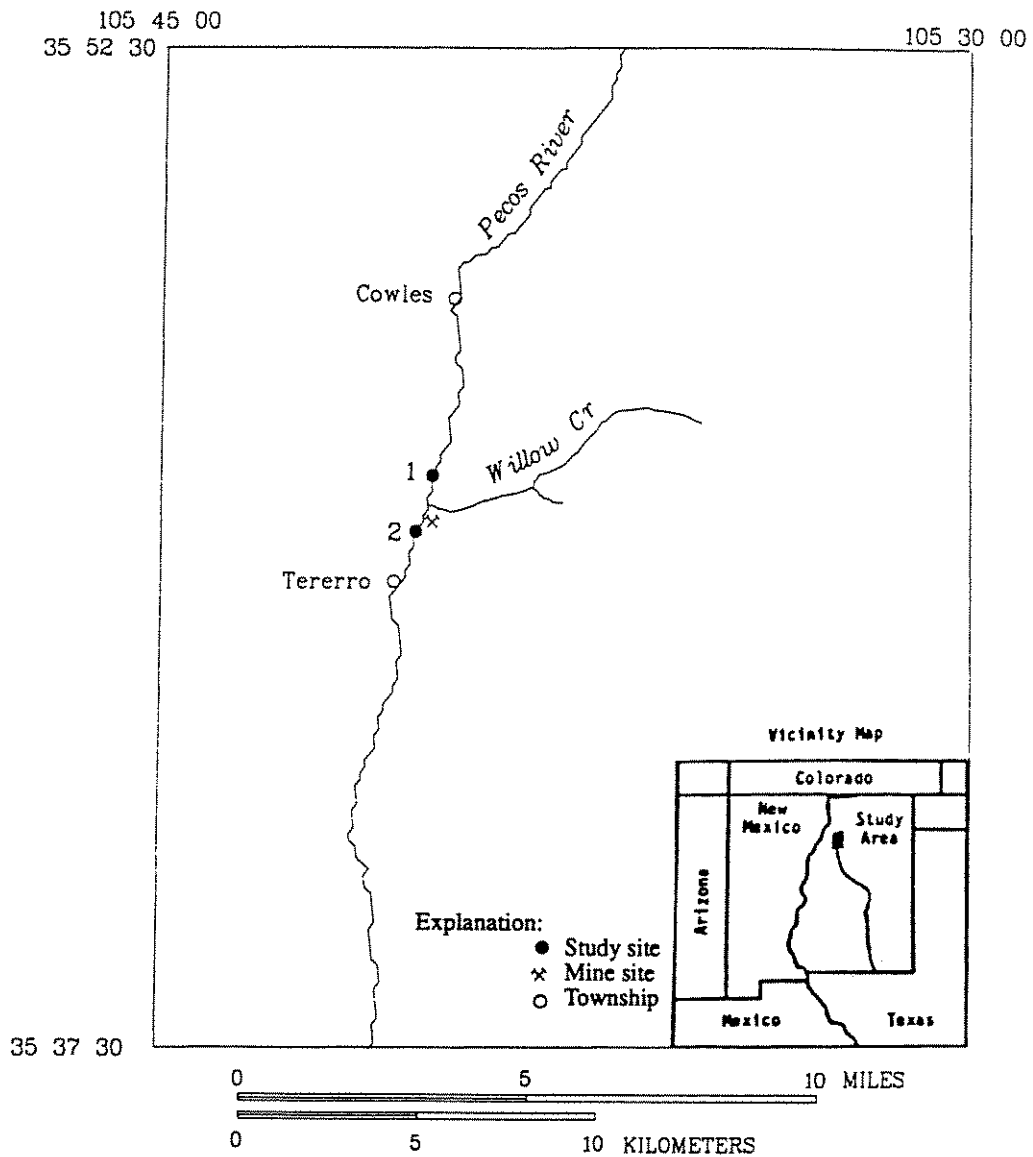 105 45 00
105 30 00
35 52 30
Pecos River
Cowles
Willow Cr
1
2
Tererro
Vicinity Map
Colorado
New Mexico
Study Area
Arizona
Mexico
Texas
Explanation:
Study site
Mine site
Township
35 37 30
0 5 10 MILES
0 5 10 KILOMETERS